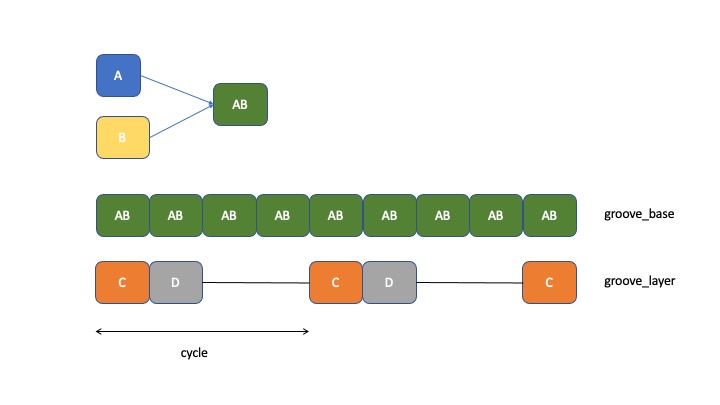 A
AB
B
AB AB AB AB AB AB AB AB AB groove_base
C D C D C groove_layer
cycle